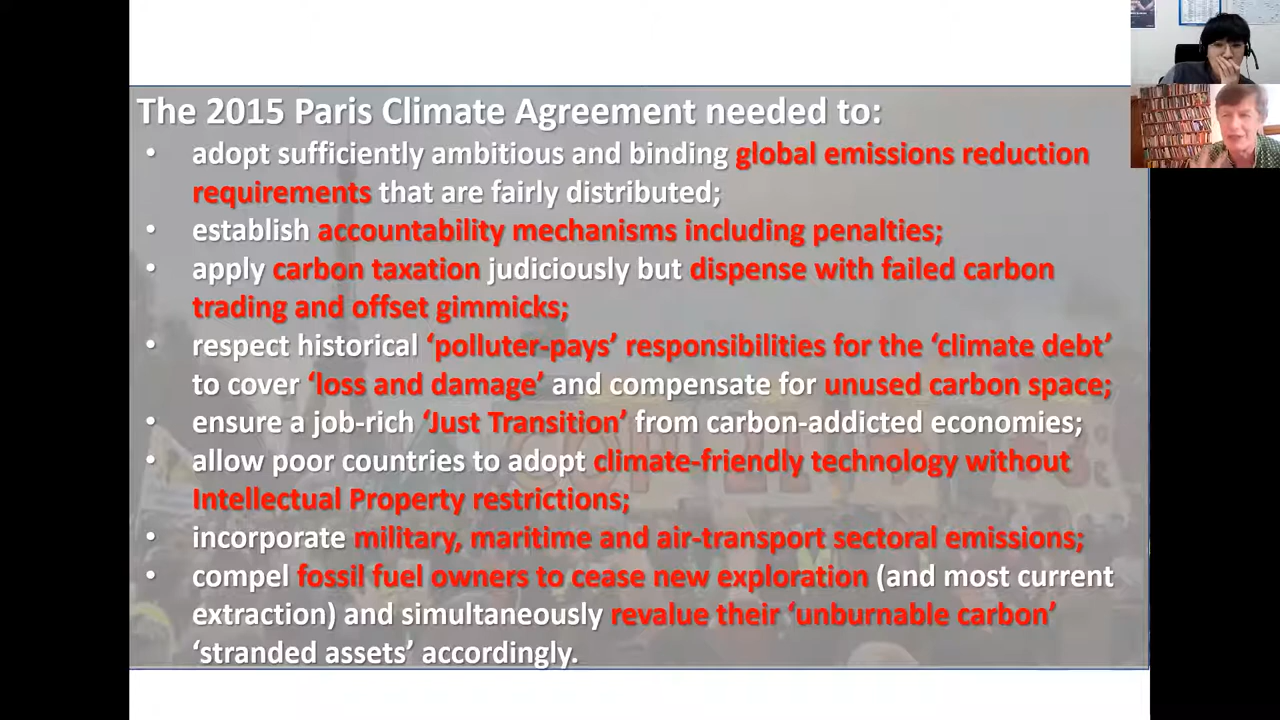 The 2015 Paris Climate Agreement needed to:
• adopt sufficiently ambitious and binding global emissions reduction
requirements that are fairly distributed;
• establish accountability mechanisms including penalties;
• apply carbon taxation judiciously but dispense with failed carbon
trading and offset gimmicks;
• respect historical ‘polluter-pays’ responsibilities for the ‘climate debt’
to cover ‘loss and damage’ and compensate for unused carbon space;
• ensure a job-rich ‘Just Transition’ from carbon-addicted economies;
• allow poor countries to adopt climate-friendly technology without
Intellectual Property restrictions;
• incorporate military, maritime and air-transport sectoral emissions;
• compel fossil fuel owners to cease new exploration (and most current
extraction) and simultaneously revalue their ‘unburnable carbon’
‘stranded assets’ accordingly.